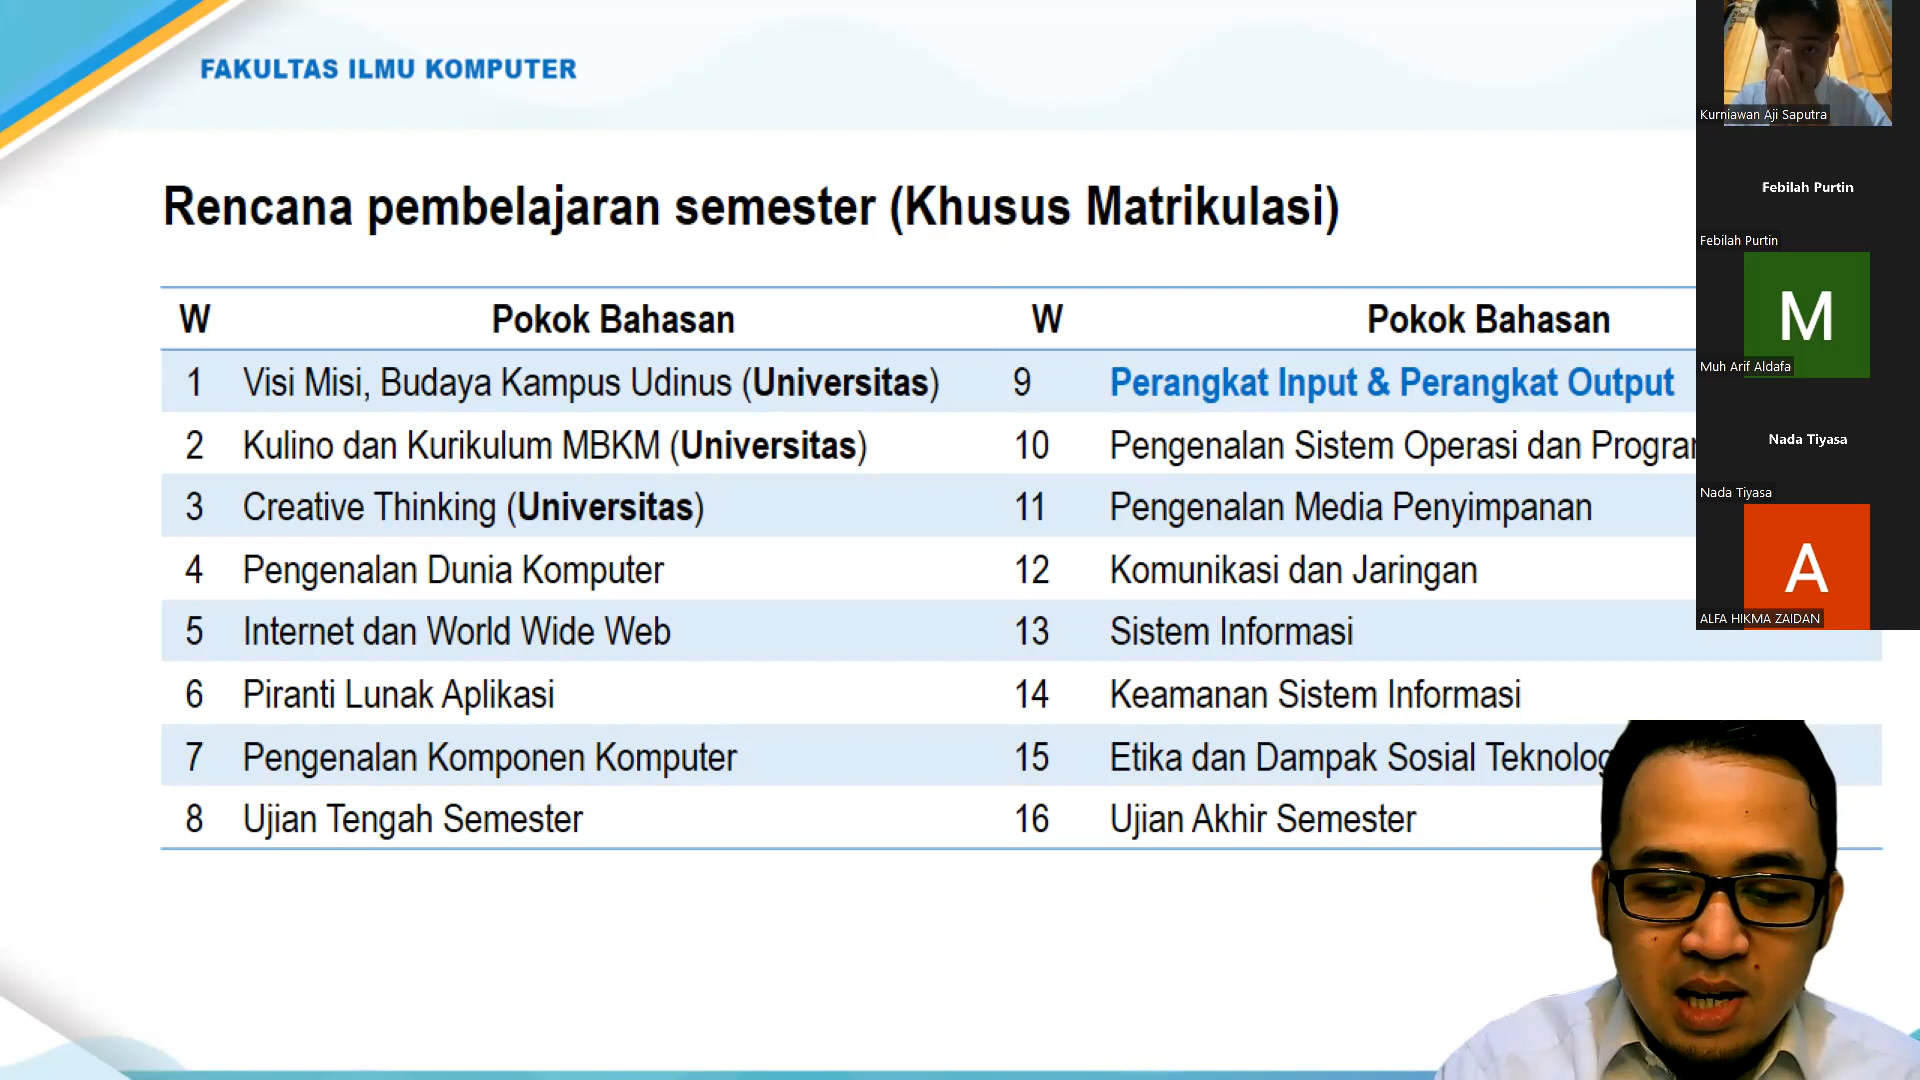 FAKULTAS ILMU KOMPUTER
Rencana pembelajaran semester (Khusus Matrikulasi)
W Pokok Bahasan W Pokok Bahasan
1 Visi Misi, Budaya Kampus Udinus (Universitas) 9 Perangkat Input & Perangkat Output
2 Kulino dan Kurikulum MBKM (Universitas) 10 Pengenalan Sistem Operasi dan
3 Creative Thinking (Universitas) 11 Pengenalan Media Penyimpanan
4 Pengenalan Dunia Komputer 12 Komunikasi dan Jaringan
5 Internet dan World Wide Web 13 Sistem Informasi
6 Piranti Lunak Aplikasi 14 Keamanan Sistem Informasi
7 Pengenalan Komponen Komputer 15 Etika dan Dampak Sosial
8 Ujian Tengah Semester 16 Ujian Akhir Semester
Kurniawan Aji Saputra
Febilah Purtin
Febilah Purtin
M
Muh Arif Aldafa
Nada Tiyasa
Nada Tiyasa
A
ALFA HIKMA ZAIDAN